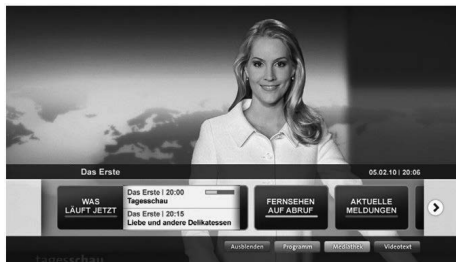 Das Erste
05.02.10 | 20:06
WAS
LÄUFT JETZT
Das Erste | 20:00
Tagesschau
Das Erste | 20:15
Liebe und andere Delikatessen
FERNSEHEN
AUF ABRUF
AKTUELLE
MELDUNGEN
Ausblenden
Programm
Mediathek
Videotext
tagesschau